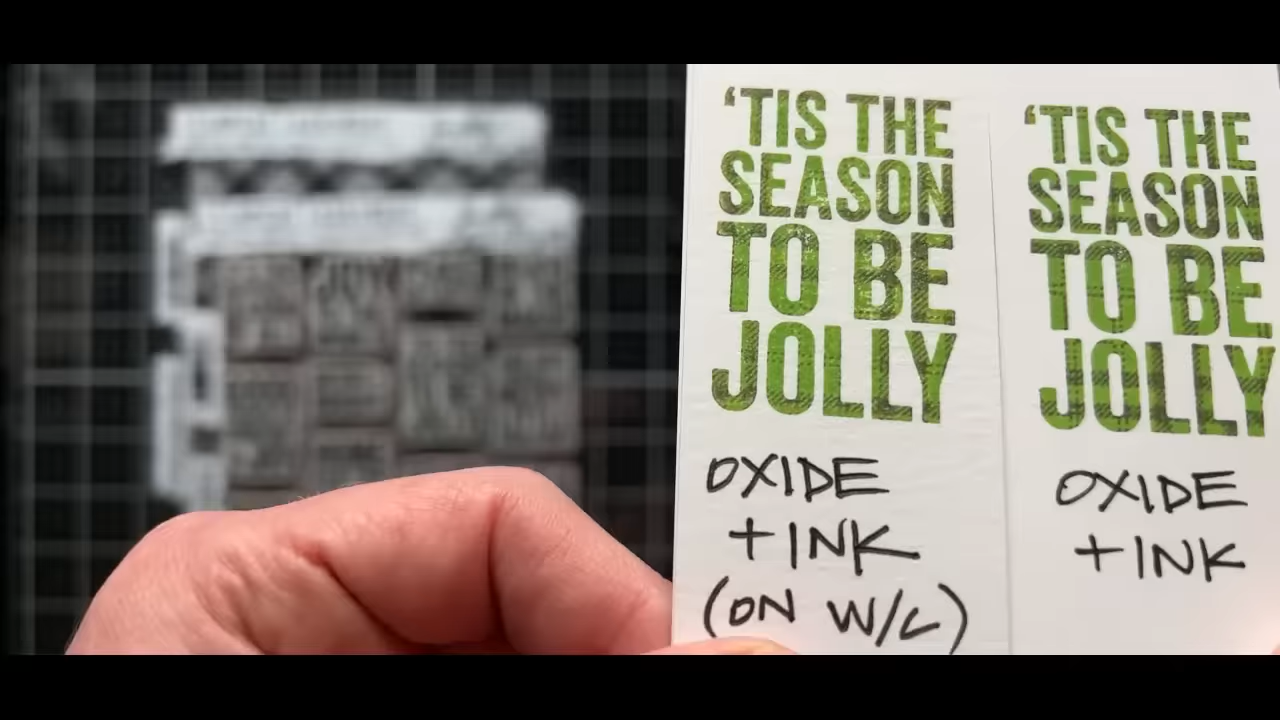 ‘TIS THE
SEASON
TO BE
JOLLY
OXIDE
+INK
(ON W/C)
‘TIS THE
SEASON
TO BE
JOLLY
OXIDE
+INK